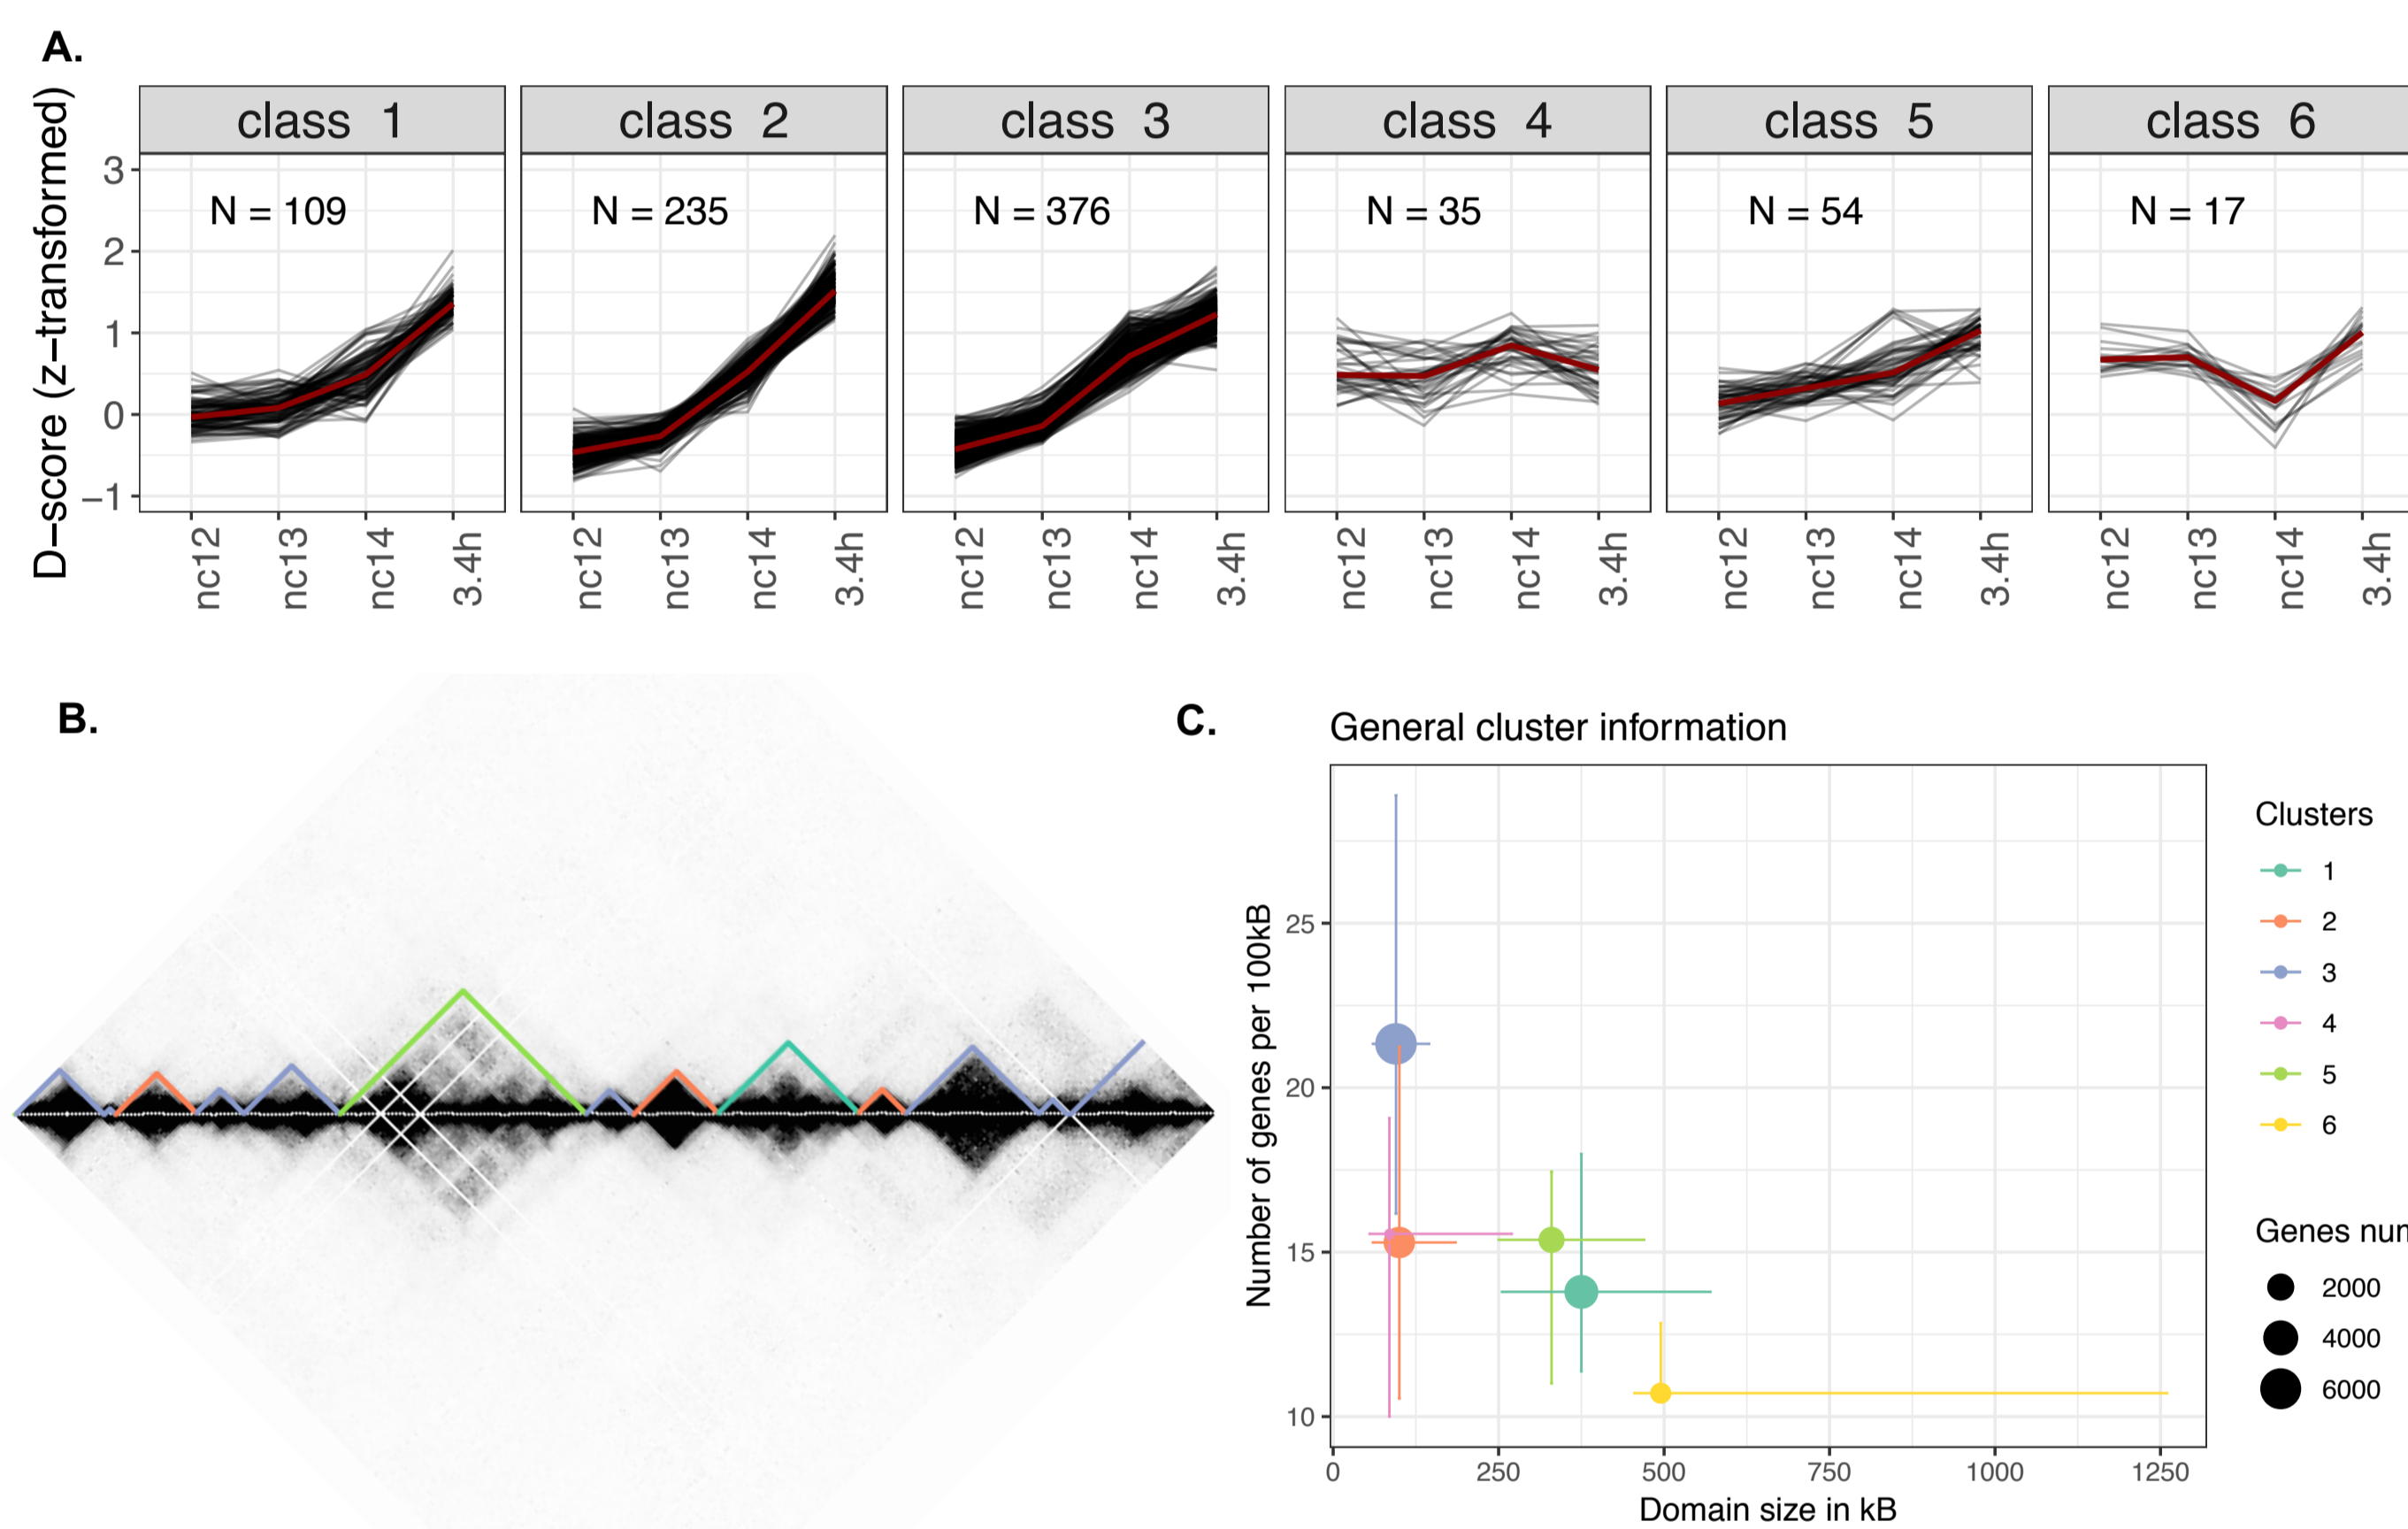 A.
D−score (z−transformed)
class 1
class 2
class 3
class 4
class 5
class 6
3
2
1
0
−1
N = 109
N = 235
N = 376
N = 35
N = 54
N = 17
nc12 nc13 nc14 3.4h
nc12 nc13 nc14 3.4h
nc12 nc13 nc14 3.4h
nc12 nc13 nc14 3.4h
nc12 nc13 nc14 3.4h
nc12 nc13 nc14 3.4h
B.
C.
General cluster information
Number of genes per 100kB
25
20
15
10
0 250 500 750 1000 1250
Domain size in kB
Clusters
1
2
3
4
5
6
Genes num
2000
4000
6000